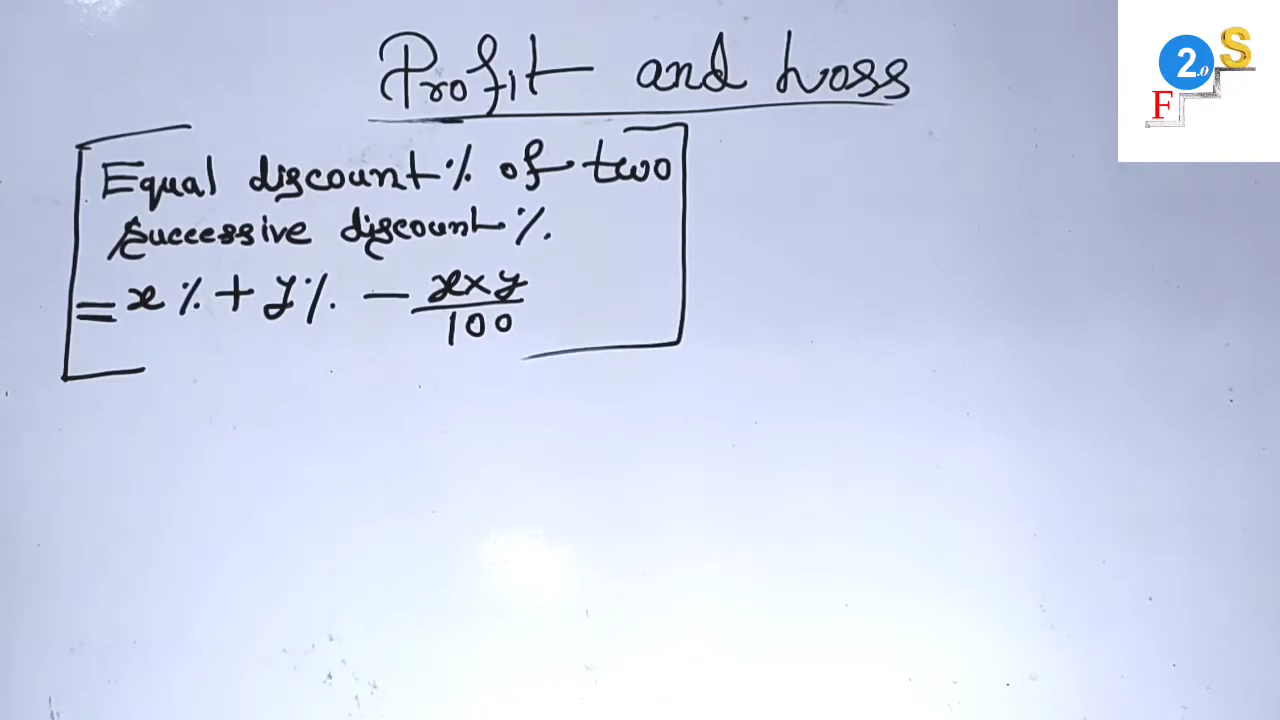 Profit and Loss
Equal discount% of two
successive discount%.
= x% + y% - x×y/100
F 2.0 S